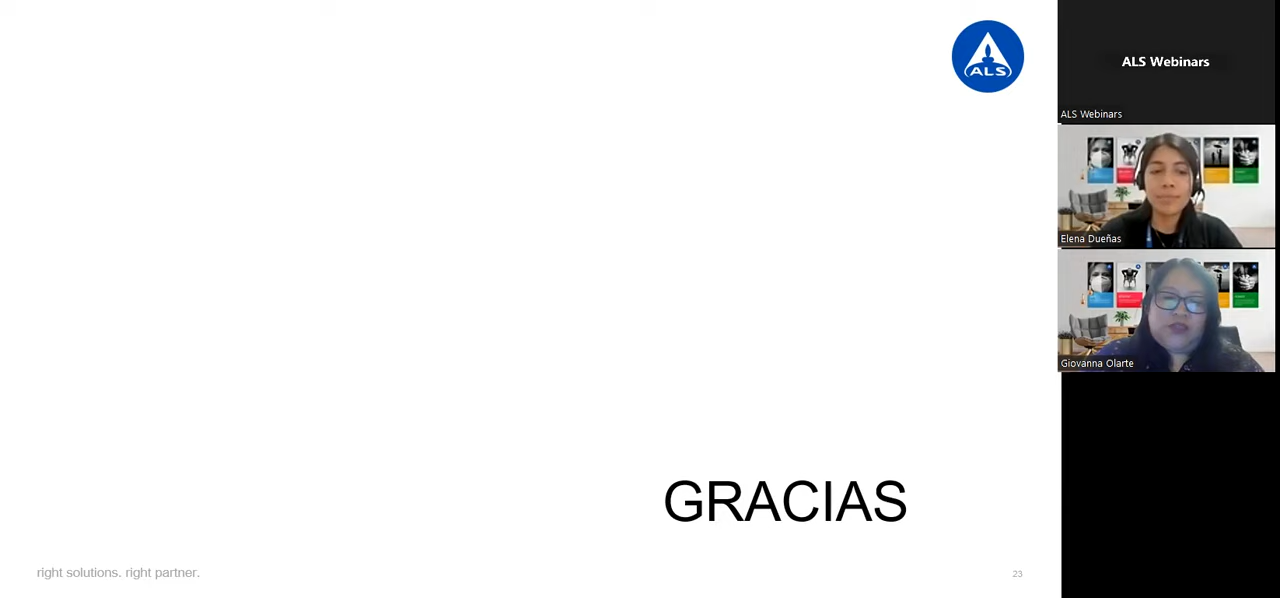 ALS
GRACIAS
right solutions. right partner.
23
ALS Webinars
ALS Webinars
Elena Dueñas
Giovanna Olarte